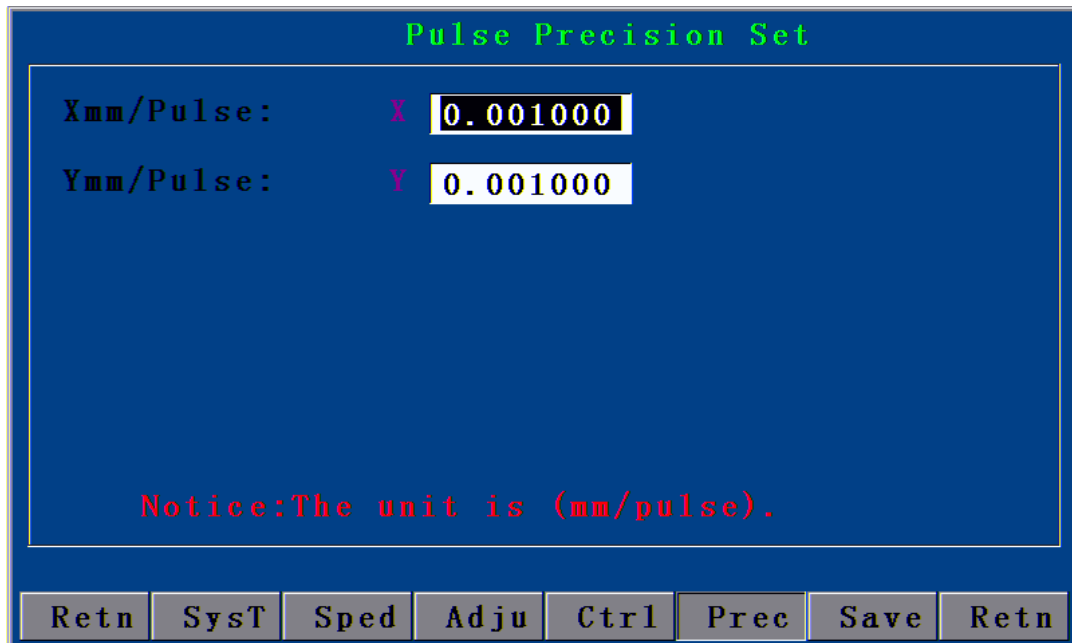 Pulse Precision Set
Xmm/Pulse: X 0.001000
Ymm/Pulse: Y 0.001000
Notice:The unit is (mm/pulse).
Retn SysT Sped Adju Ctrl Prec Save Retn